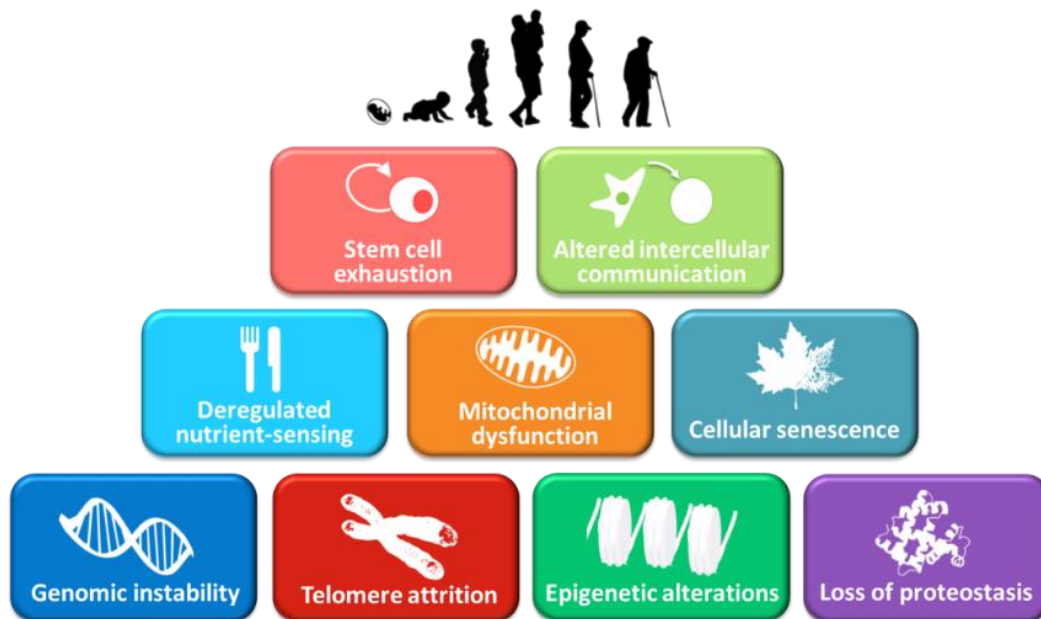 Stem cell
exhaustion
Altered intercellular
communication
Deregulated
nutrient-sensing
Mitochondrial
dysfunction
Cellular senescence
Genomic instability
Telomere attrition
Epigenetic alterations
Loss of proteostasis